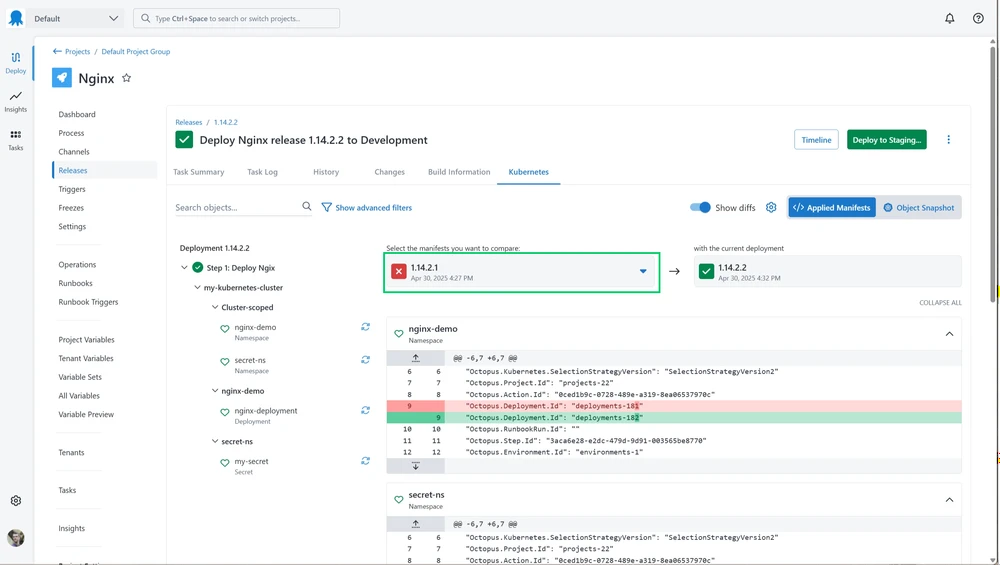 Default
Type Ctrl+Space to search or switch projects...
Deploy
Insights
Tasks
Projects / Default Project Group
Nginx
Dashboard
Process
Channels
Releases
Triggers
Freezes
Settings
Operations
Runbooks
Runbook Triggers
Project Variables
Tenant Variables
Variable Sets
All Variables
Variable Preview
Tenants
Tasks
Insights
Releases / 1.14.2.2
Deploy Nginx release 1.14.2.2 to Development
Timeline
Deploy to Staging...
Task Summary
Task Log
History
Changes
Build Information
Kubernetes
Search objects...
Show advanced filters
Show diffs
</> Applied Manifests
Object Snapshot
Deployment 1.14.2.2
Step 1: Deploy Ngix
my-kubernetes-cluster
Cluster-scoped
nginx-demo
Namespace
secret-ns
Namespace
nginx-demo
nginx-deployment
Deployment
secret-ns
my-secret
Secret
Select the manifests you want to compare:
1.14.2.1
Apr 30, 2025 4:27 PM
with the current deployment
1.14.2.2
Apr 30, 2025 4:32 PM
COLLAPSE ALL
nginx-demo
Namespace
@@ -6,7 +6,7 @@
6 6 "Octopus.Kubernetes.SelectionStrategyVersion": "SelectionStrategyVersion2"
7 7 "Octopus.Project.Id": "projects-22"
8 8 "Octopus.Action.Id": "0ced1b9c-0728-489e-a319-8ea06537970c"
9 "Octopus.Deployment.Id": "deployments-181"
9 "Octopus.Deployment.Id": "deployments-182"
10 10 "Octopus.RunbookRun.Id": ""
11 11 "Octopus.Step.Id": "3aca6e28-e2dc-479d-9d91-003565be8770"
12 12 "Octopus.Environment.Id": "environments-1"
secret-ns
Namespace
@@ -6,7 +6,7 @@
6 6 "Octopus.Kubernetes.SelectionStrategyVersion": "SelectionStrategyVersion2"
7 7 "Octopus.Project.Id": "projects-22"
8 8 "Octopus.Action.Id": "0ced1b9c-0728-489e-a319-8ea06537970c"